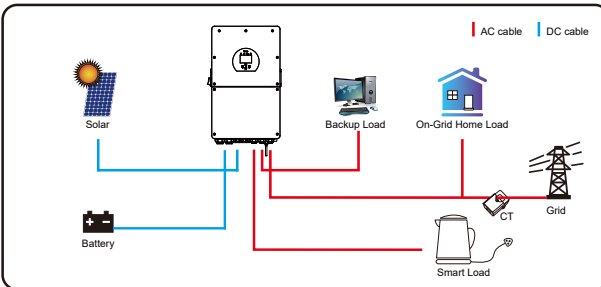 AC cable
DC cable
Solar
Backup Load
On-Grid Home Load
CT
Grid
Battery
Smart Load